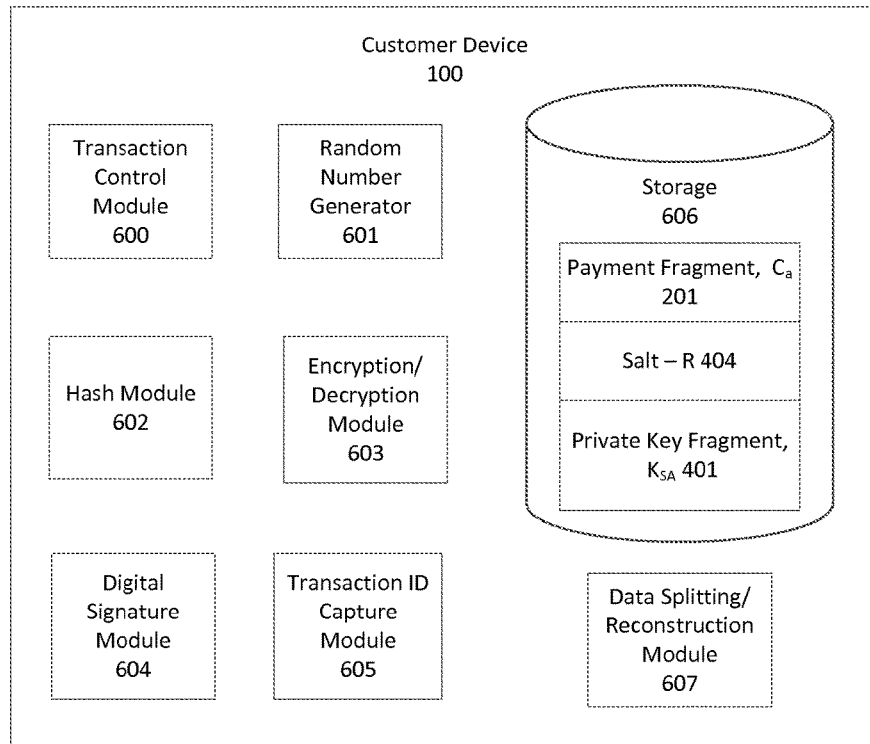 Customer Device
100
Transaction
Control
Module
600
Random
Number
Generator
601
Storage
606
Payment Fragment, Ca
201
Salt – R 404
Private Key Fragment,
KSA 401
Hash Module
602
Encryption/
Decryption
Module
603
Digital
Signature
Module
604
Transaction ID
Capture
Module
605
Data Splitting/
Reconstruction
Module
607